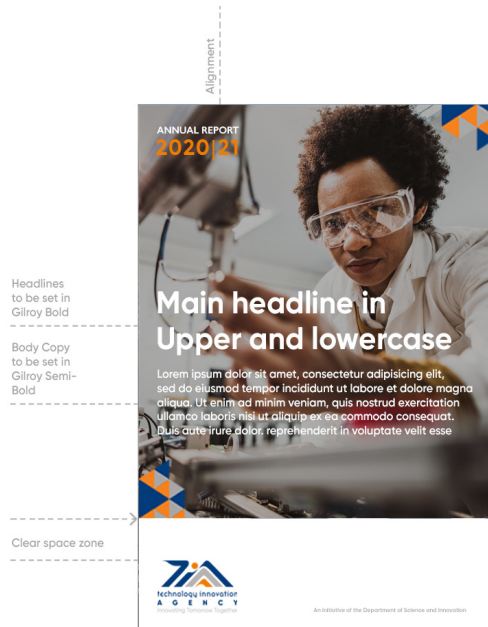 Alignment
ANNUAL REPORT
2020|21
Headlines
to be set in
Gilroy Bold
Main headline in
Upper and lowercase
Body Copy
to be set in
Gilroy Semi-
Bold
Lorem ipsum dolor sit amet, consectetur adipisicing elit,
sed do eiusmod tempor incididunt ut labore et dolore magna
aliqua. Ut enim ad minim veniam, quis nostrud exercitation
ullamco laboris nisi ut aliquip ex ea commodo consequat.
Duis aute irure dolor. reprehenderit in voluptate velit esse
Clear space zone
TIA
technology innovation
AGENCY
Innovating Tomorrow Together
An Initiative of the Department of Science and Innovation